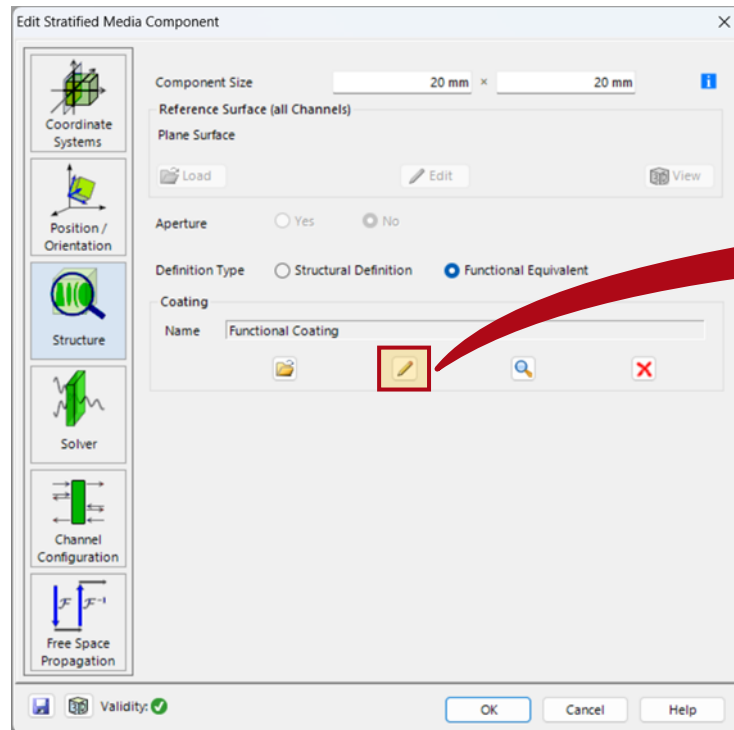 Edit Stratified Media Component
Coordinate
Systems
Position /
Orientation
Structure
Solver
Channel
Configuration
F F⁻¹
Free Space
Propagation
Component Size 20 mm × 20 mm
Reference Surface (all Channels)
Plane Surface
Load Edit View
Aperture Yes No
Definition Type Structural Definition Functional Equivalent
Coating
Name Functional Coating
Validity:
OK Cancel Help